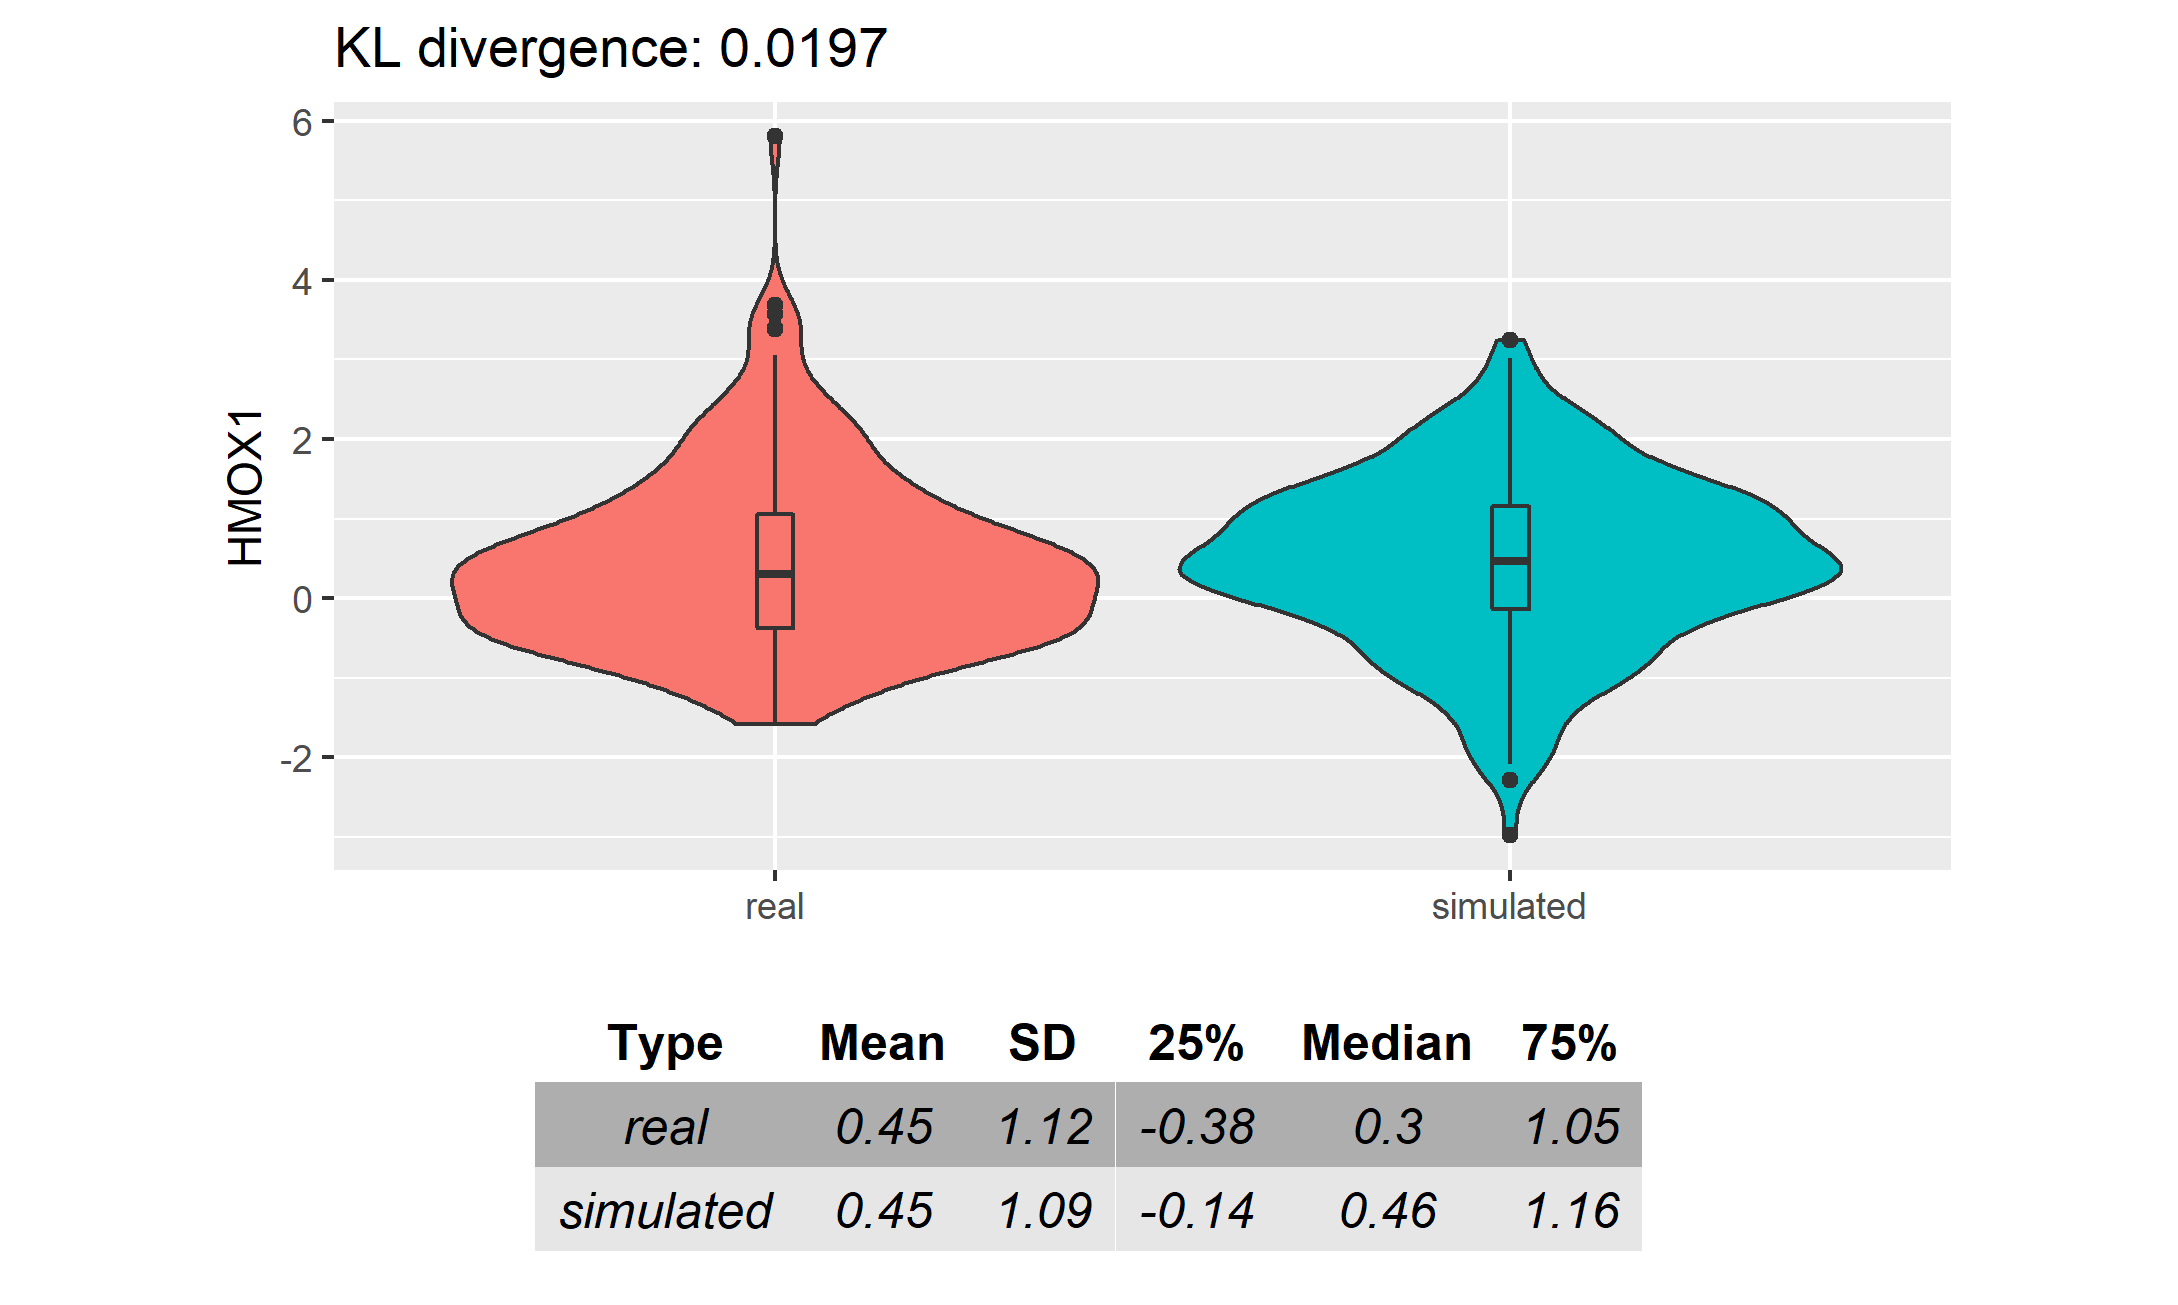 KL divergence: 0.0197
6
4
2
0
-2
HMOX1
real simulated
Type Mean SD 25% Median 75%
real 0.45 1.12 -0.38 0.3 1.05
simulated 0.45 1.09 -0.14 0.46 1.16